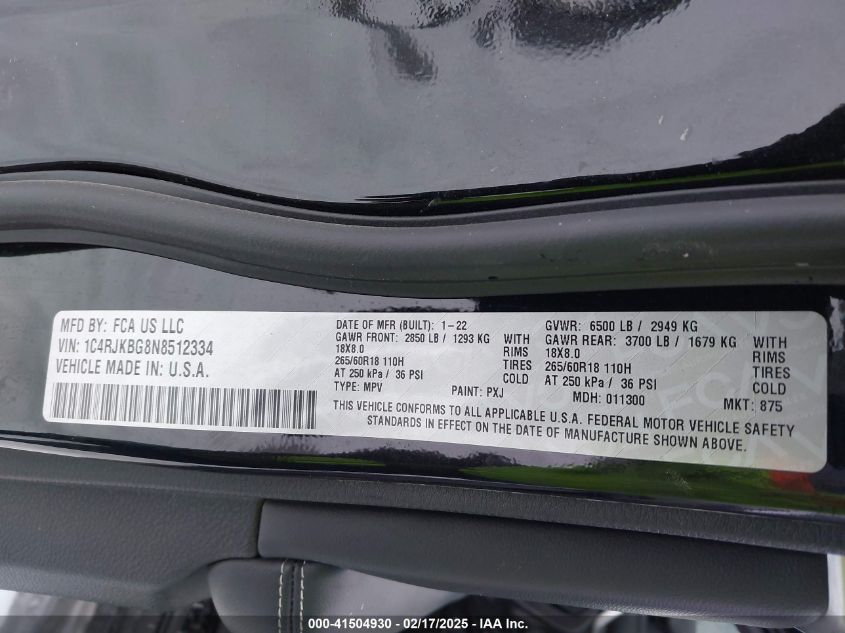 MFD BY: FCA US LLC
VIN: 1C4RJKBG8N8512334
VEHICLE MADE IN: U.S.A.
DATE OF MFR (BUILT): 1-22
GAWR FRONT: 2850 LB / 1293 KG WITH
18X8.0 RIMS
265/60R18 110H TIRES
AT 250 kPa / 36 PSI COLD
TYPE: MPV PAINT: PXJ
GVWR: 6500 LB / 2949 KG
GAWR REAR: 3700 LB / 1679 KG WITH
18X8.0 RIMS
265/60R18 110H TIRES
AT 250 kPa / 36 PSI COLD
MDH: 011300 MKT: 875
THIS VEHICLE CONFORMS TO ALL APPLICABLE U.S.A. FEDERAL MOTOR VEHICLE SAFETY
STANDARDS IN EFFECT ON THE DATE OF MANUFACTURE SHOWN ABOVE.
000-41504930 - 02/17/2025 - IAA Inc.